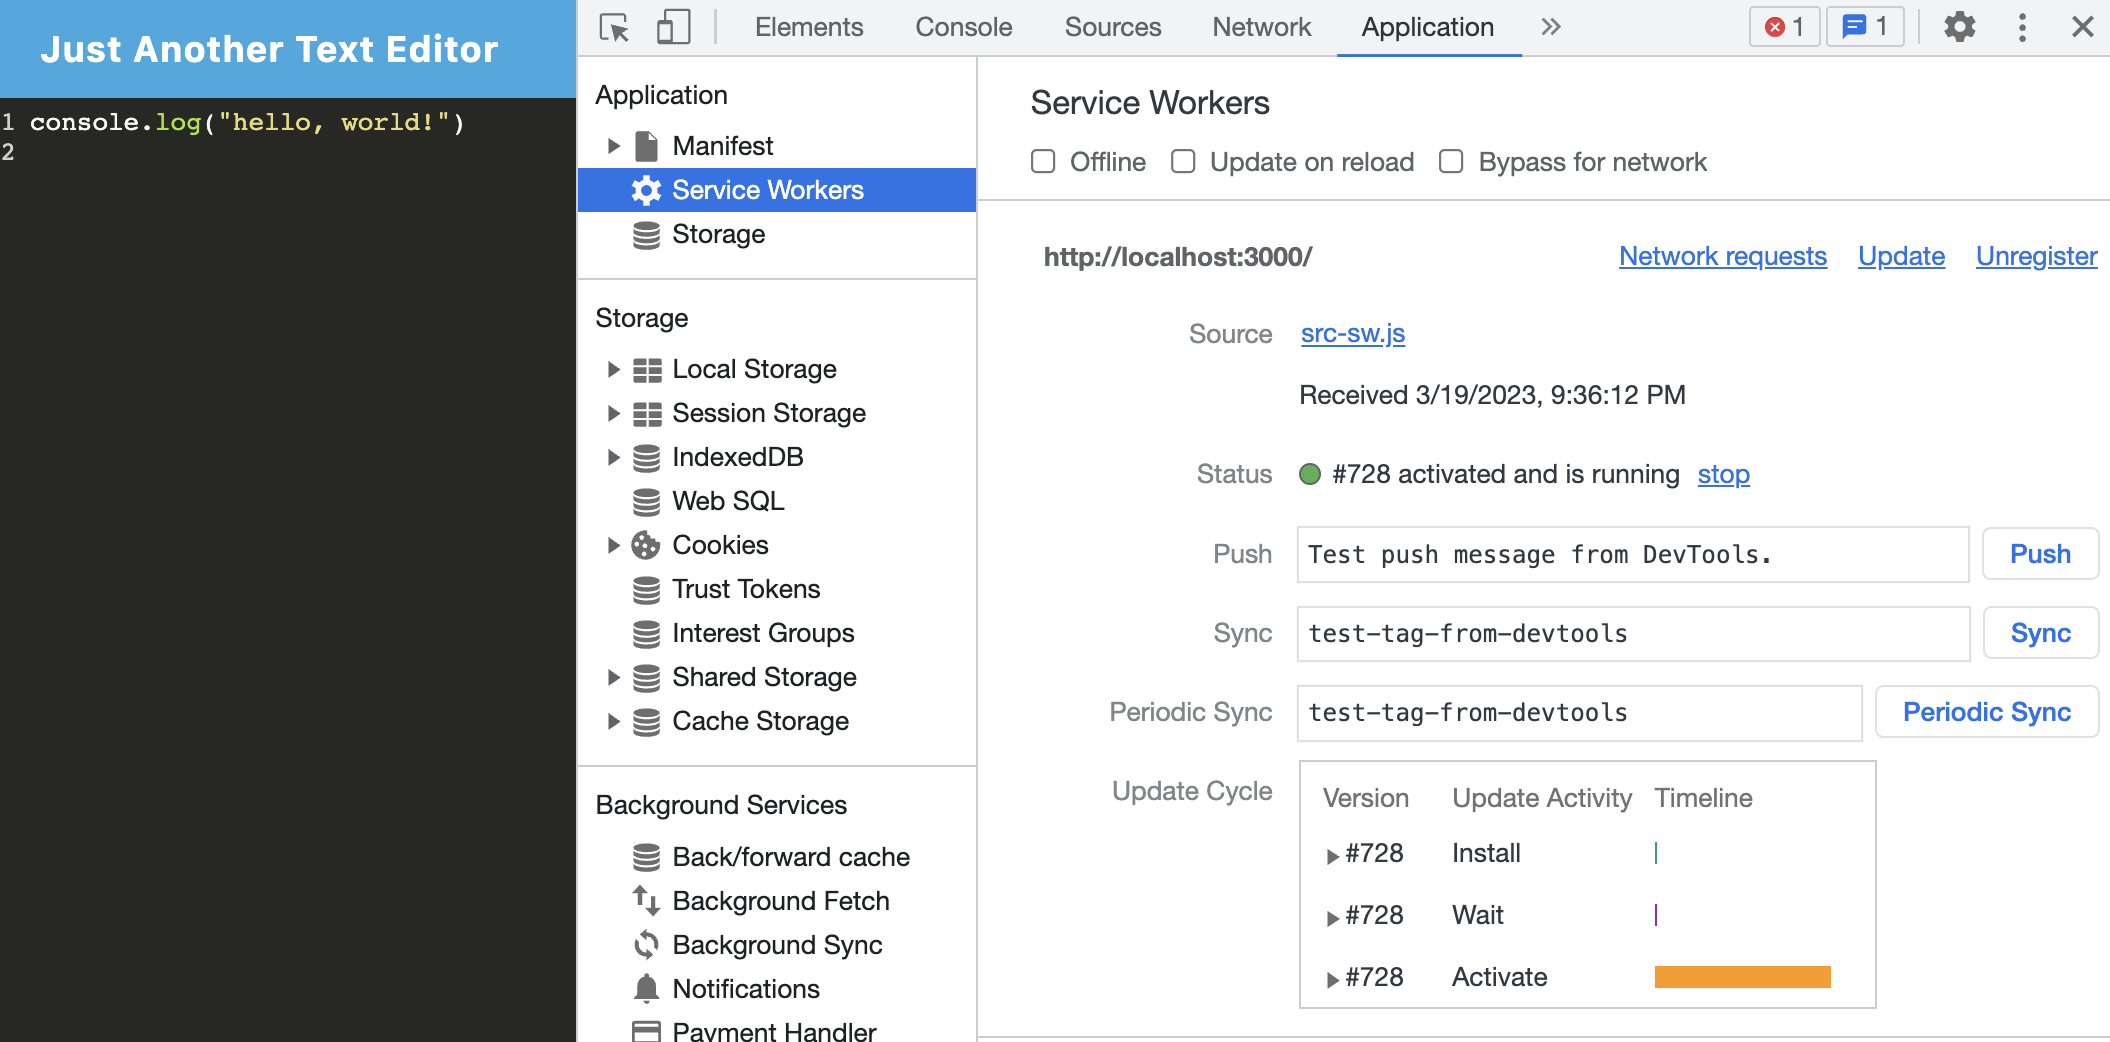 Just Another Text Editor
1 console.log("hello, world!")
2
Elements Console Sources Network Application 1 1
Application
Manifest
Service Workers
Storage
Storage
Local Storage
Session Storage
IndexedDB
Web SQL
Cookies
Trust Tokens
Interest Groups
Shared Storage
Cache Storage
Background Services
Back/forward cache
Background Fetch
Background Sync
Notifications
Payment Handler
Service Workers
Offline Update on reload Bypass for network
http://localhost:3000/ Network requests Update Unregister
Source src-sw.js
Received 3/19/2023, 9:36:12 PM
Status #728 activated and is running stop
Push Test push message from DevTools. Push
Sync test-tag-from-devtools Sync
Periodic Sync test-tag-from-devtools Periodic Sync
Update Cycle Version Update Activity Timeline
#728 Install
#728 Wait
#728 Activate